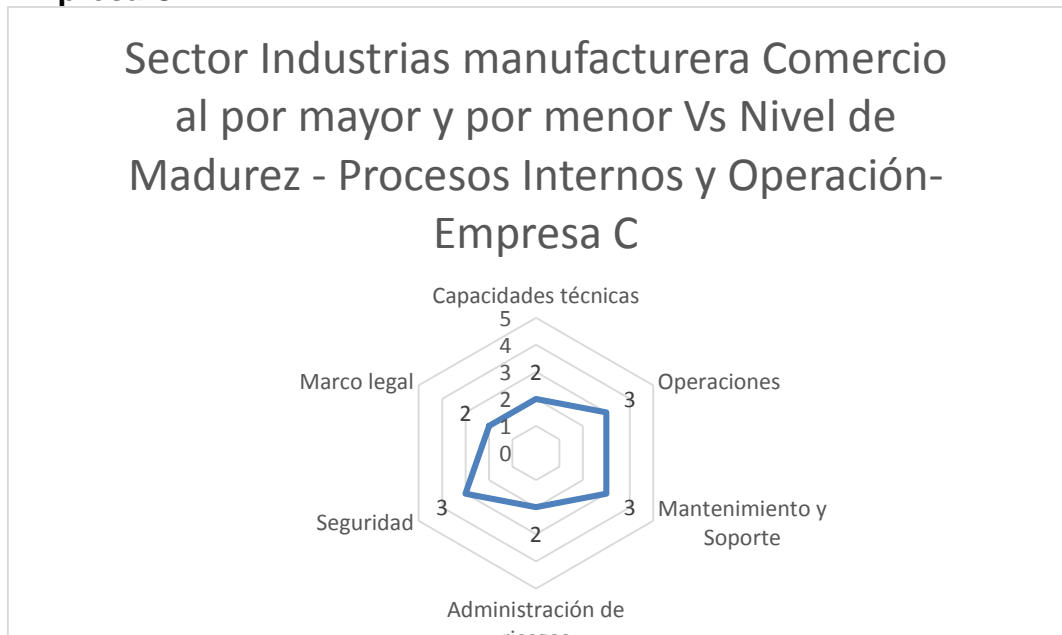 Sector Industrias manufacturera Comercio
al por mayor y por menor Vs Nivel de
Madurez - Procesos Internos y Operación-
Empresa C
Capacidades técnicas
5
4
3
2
1
0
2
Operaciones
3
Marco legal
2
Seguridad
3
Mantenimiento y
Soporte
3
2
Administración de